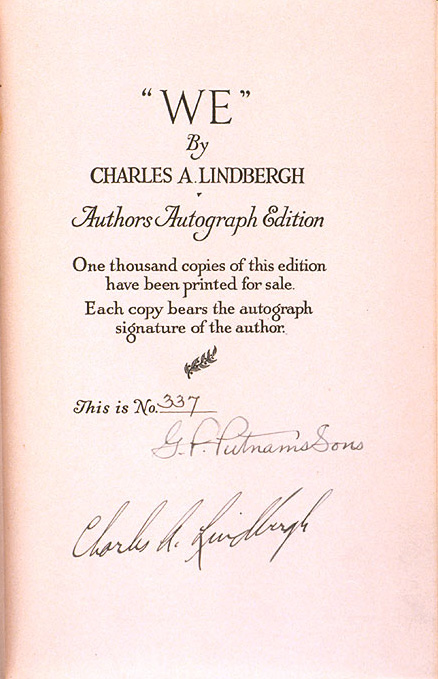 “WE”
By
CHARLES A. LINDBERGH
Authors Autograph Edition
One thousand copies of this edition
have been printed for sale.
Each copy bears the autograph
signature of the author.
This is No. 337
G. P. Putnams Sons
Charles A. Lindbergh